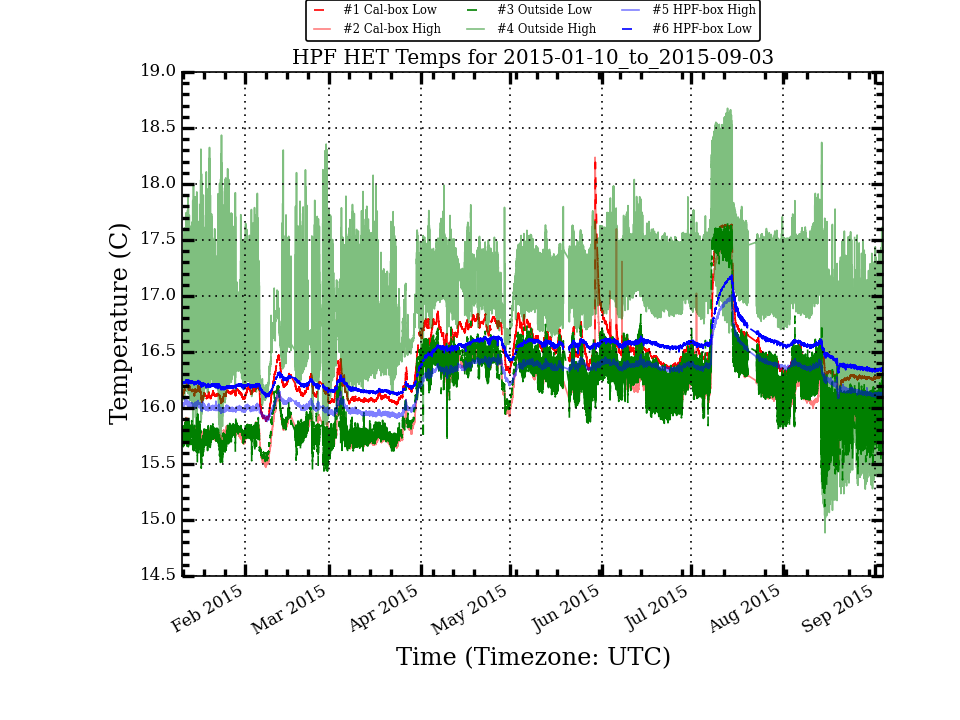 #1 Cal-box Low #3 Outside Low #5 HPF-box High
#2 Cal-box High #4 Outside High #6 HPF-box Low
HPF HET Temps for 2015-01-10_to_2015-09-03
19.0
18.5
18.0
17.5
17.0
16.5
16.0
15.5
15.0
14.5
Temperature (C)
Feb 2015 Mar 2015 Apr 2015 May 2015 Jun 2015 Jul 2015 Aug 2015 Sep 2015
Time (Timezone: UTC)